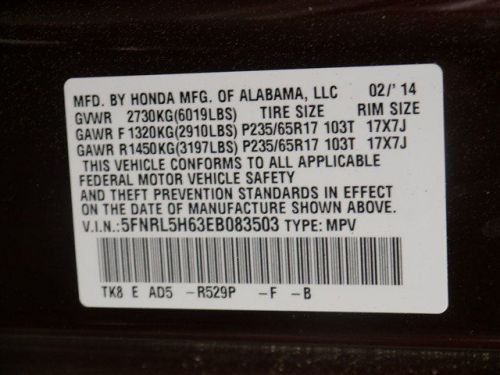 MFD. BY HONDA MFG. OF ALABAMA, LLC 02/' 14
GVWR 2730KG(6019LBS) TIRE SIZE RIM SIZE
GAWR F1320KG(2910LBS) P235/65R17 103T 17X7J
GAWR R1450KG(3197LBS) P235/65R17 103T 17X7J
THIS VEHICLE CONFORMS TO ALL APPLICABLE
FEDERAL MOTOR VEHICLE SAFETY
AND THEFT PREVENTION STANDARDS IN EFFECT
ON THE DATE OF MANUFACTURE SHOWN ABOVE.
V.I.N.: 5FNRL5H63EB083503 TYPE: MPV
TK8 E AD5 -R529P -F -B